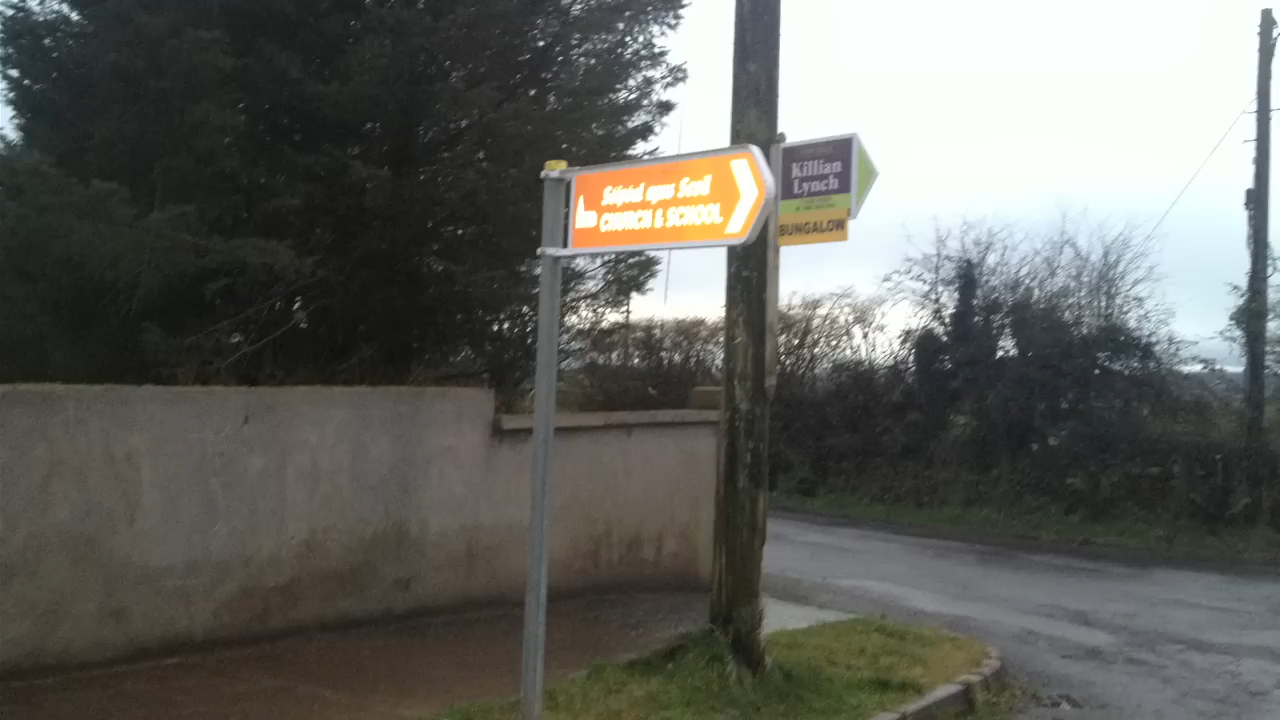 Séipéal agus Scoil
CHURCH & SCHOOL
Killian
Lynch
BUNGALOW